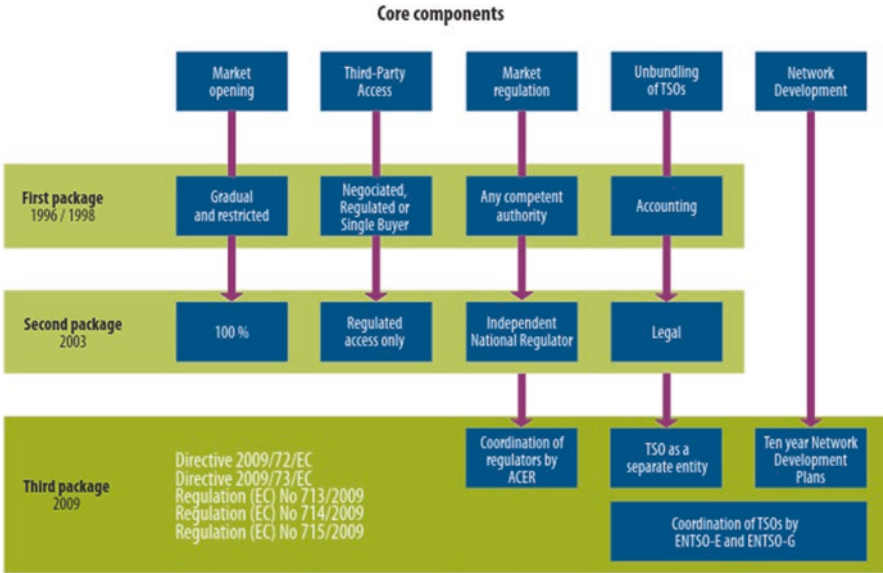 Core components
Market
opening
Third-Party
Access
Market
regulation
Unbundling
of TSOs
Network
Development
First package
1996 / 1998
Gradual
and restricted
Negociated,
Regulated or
Single Buyer
Any competent
authority
Accounting
Second package
2003
100 %
Regulated
access only
Independent
National Regulator
Legal
Third package
2009
Directive 2009/72/EC
Directive 2009/73/EC
Regulation (EC) No 713/2009
Regulation (EC) No 714/2009
Regulation (EC) No 715/2009
Coordination of
regulators by
ACER
TSO as a
separate entity
Ten year Network
Development
Plans
Coordination of TSOs by
ENTSO-E and ENTSO-G